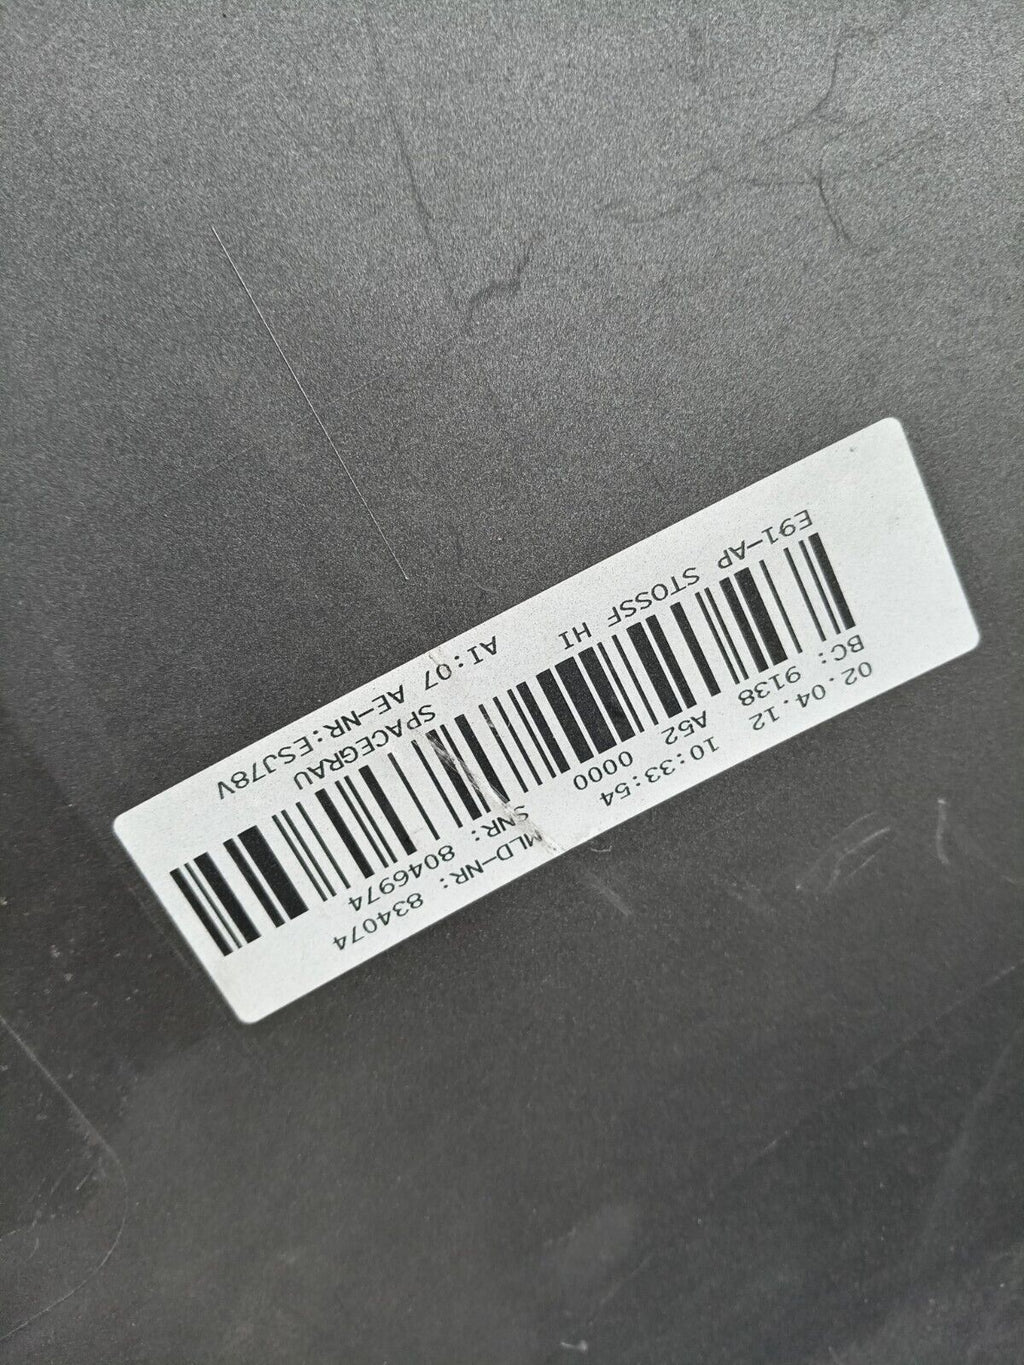 02.04.12 10:33:54 MLD-NR: 834074
BC: 9138 A52 0000 SNR: 8046974
E91-AP STOSSF HI SPACEGRAU
AI:07 AE-NR:ESJ78V